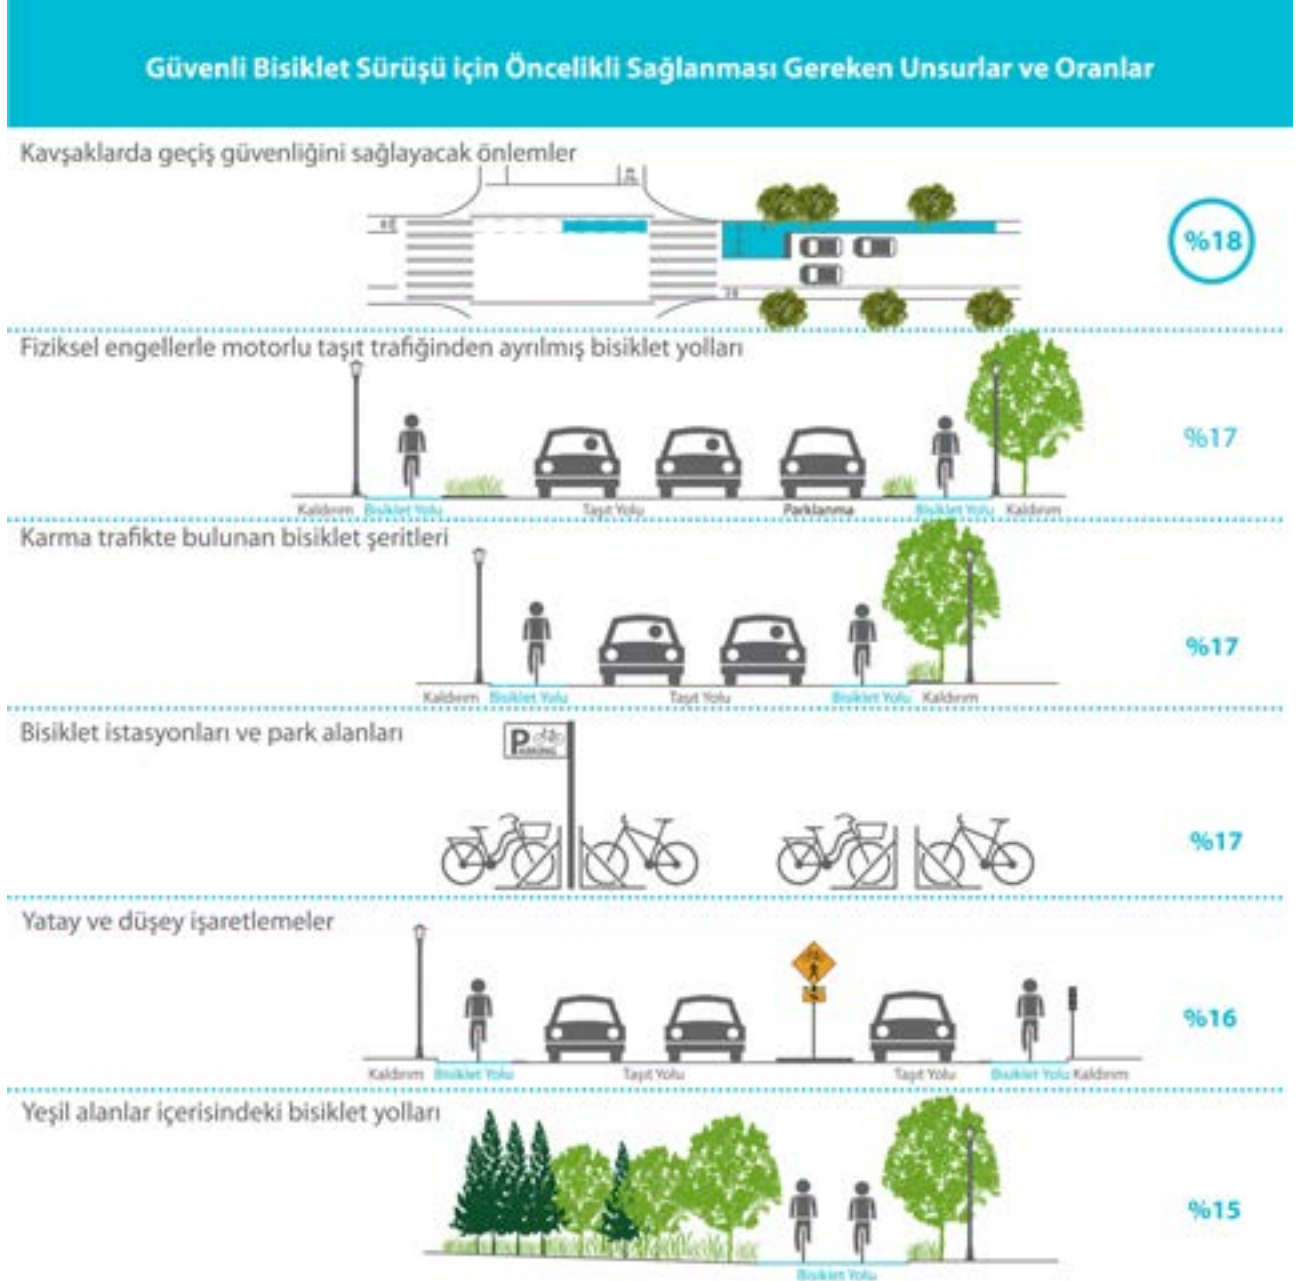 Güvenli Bisiklet Sürüşü için Öncelikli Sağlanması Gereken Unsurlar ve Oranlar
Kavşaklarda geçiş güvenliğini sağlayacak önlemler
%18
Fiziksel engellerle motorlu taşıt trafiğinden ayrılmış bisiklet yolları
%17
Kaldırım Bisiklet Yolu Taşıt Yolu Parklanma Bisiklet Yolu Kaldırım
Karma trafikte bulunan bisiklet şeritleri
%17
Kaldırım Bisiklet Yolu Taşıt Yolu Bisiklet Yolu Kaldırım
Bisiklet istasyonları ve park alanları
PARKING
%17
Yatay ve düşey işaretlemeler
%16
Kaldırım Bisiklet Yolu Taşıt Yolu Taşıt Yolu Bisiklet Yolu Kaldırım
Yeşil alanlar içerisindeki bisiklet yolları
%15
Bisiklet Yolu